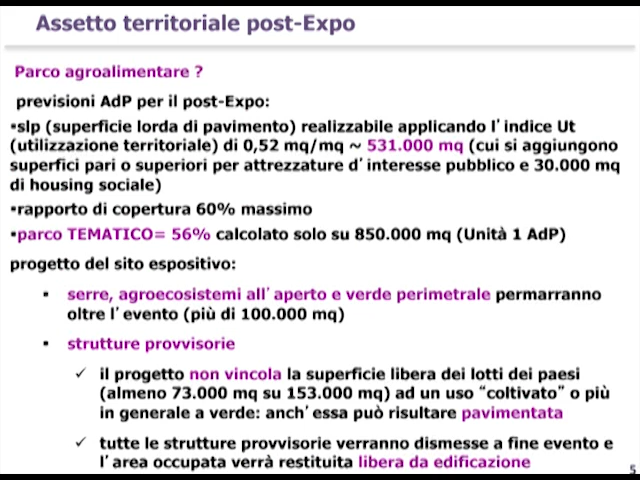 Assetto territoriale post-Expo
Parco agroalimentare ?
previsioni AdP per il post-Expo:
•slp (superficie lorda di pavimento) realizzabile applicando l'indice Ut
(utilizzazione territoriale) di 0,52 mq/mq ~ 531.000 mq (cui si aggiungono
superfici pari o superiori per attrezzature d'interesse pubblico e 30.000 mq
di housing sociale)
•rapporto di copertura 60% massimo
•parco TEMATICO= 56% calcolato solo su 850.000 mq (Unità 1 AdP)
progetto del sito espositivo:
▪ serre, agroecosistemi all'aperto e verde perimetrale permarranno
oltre l'evento (più di 100.000 mq)
▪ strutture provvisorie
✓ il progetto non vincola la superficie libera dei lotti dei paesi
(almeno 73.000 mq su 153.000 mq) ad un uso "coltivato" o più
in generale a verde: anch'essa può risultare pavimentata
✓ tutte le strutture provvisorie verranno dismesse a fine evento e
l'area occupata verrà restituita libera da edificazione
5